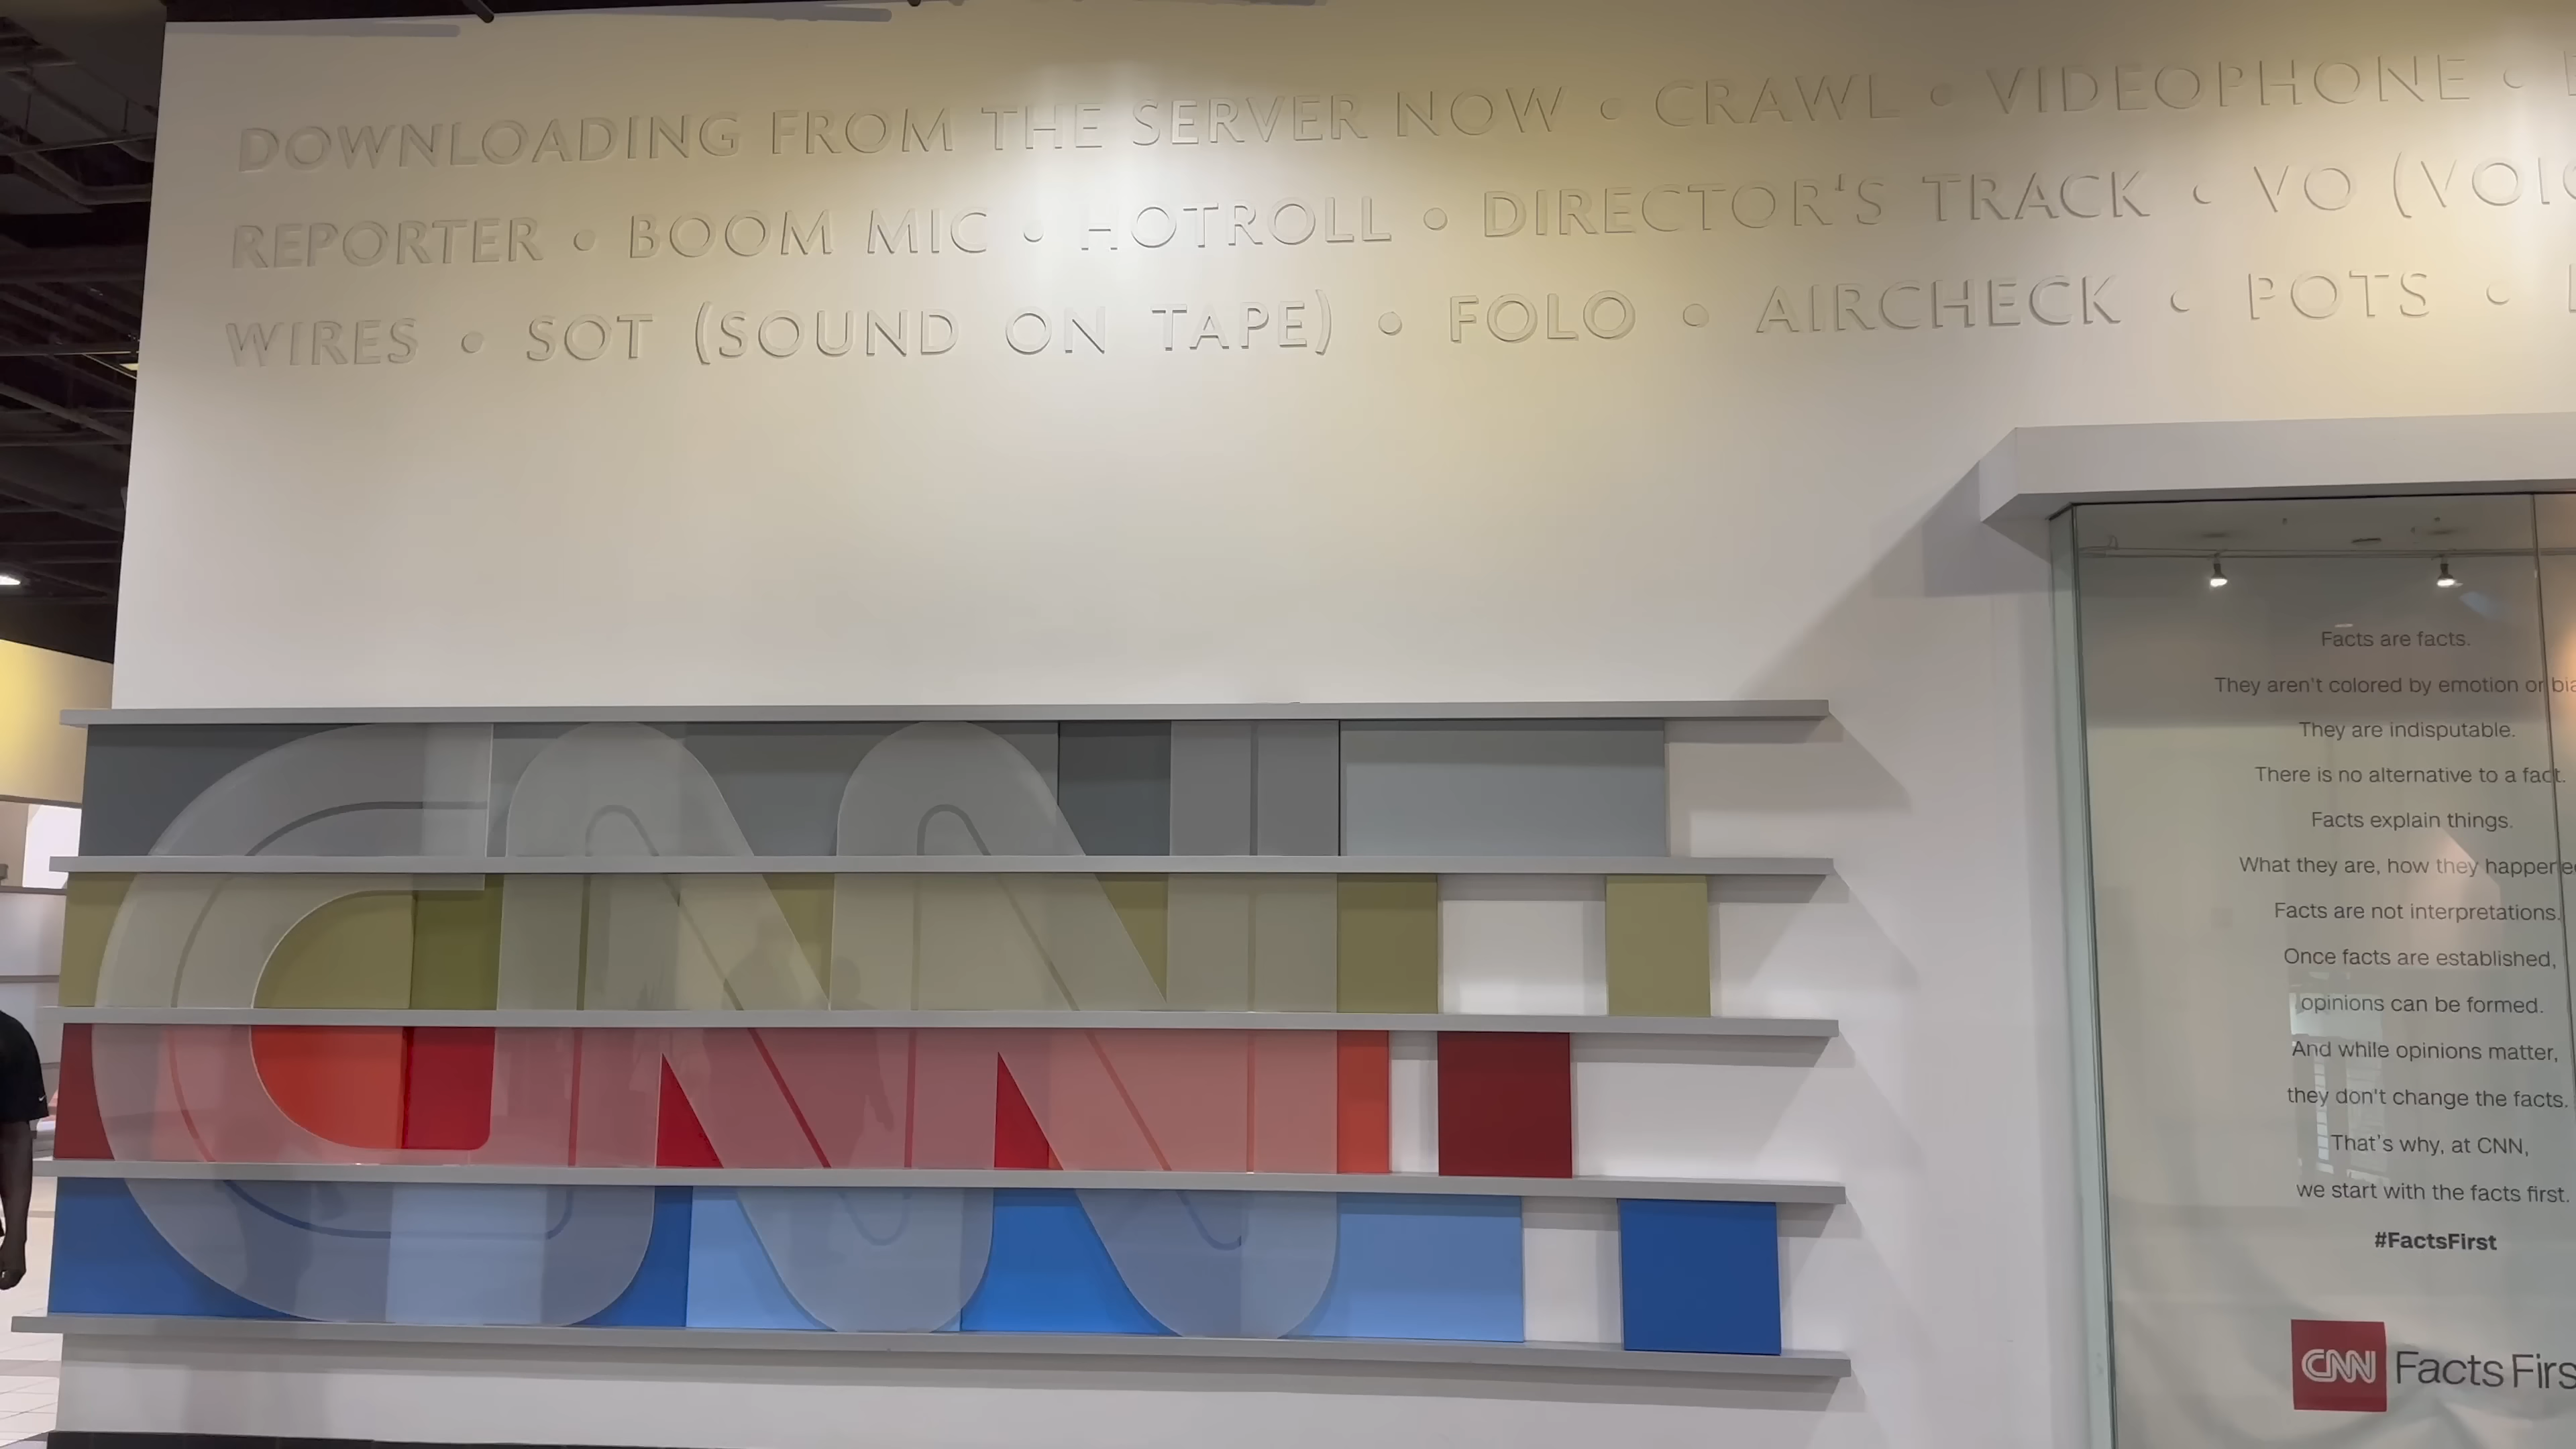 DOWNLOADING FROM THE SERVER NOW • CRAWL • VIDEOPHONE •
REPORTER • BOOM MIC • HOTROLL • DIRECTOR'S TRACK • VO
WIRES • SOT (SOUND ON TAPE) • FOLO • AIRCHECK • POTS •
CNN
Facts are facts.
They aren't colored by emotion or
They are indisputable.
There is no alternative to a fact.
Facts explain things.
What they are, how they
Facts are not interpretations.
Once facts are established,
opinions can be formed.
And while opinions matter,
they don't change the facts.
That's why, at CNN,
we start with the facts first.
#FactsFirst
CNN Facts